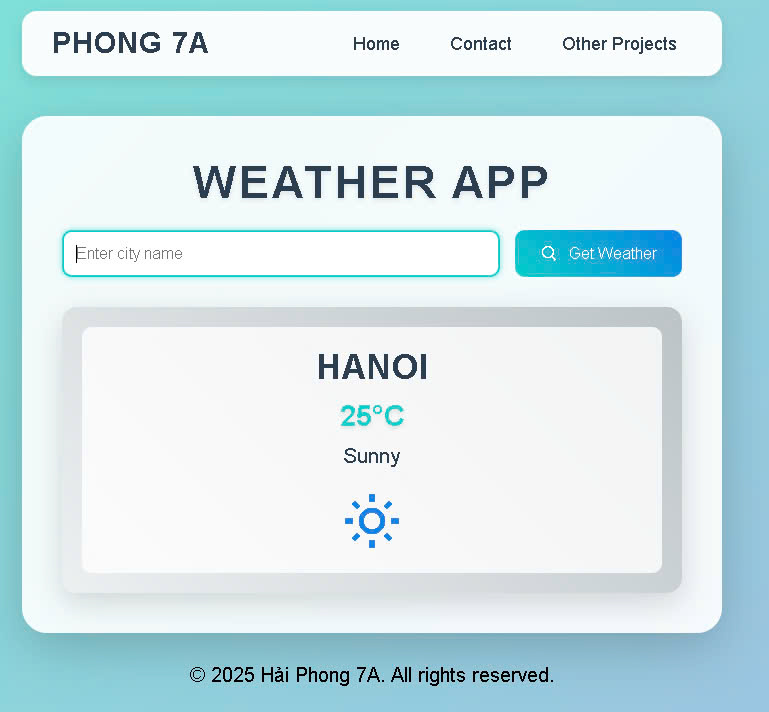 PHONG 7A
Home Contact Other Projects
WEATHER APP
Enter city name
Get Weather
HANOI
25°C
Sunny
© 2025 Hải Phong 7A. All rights reserved.